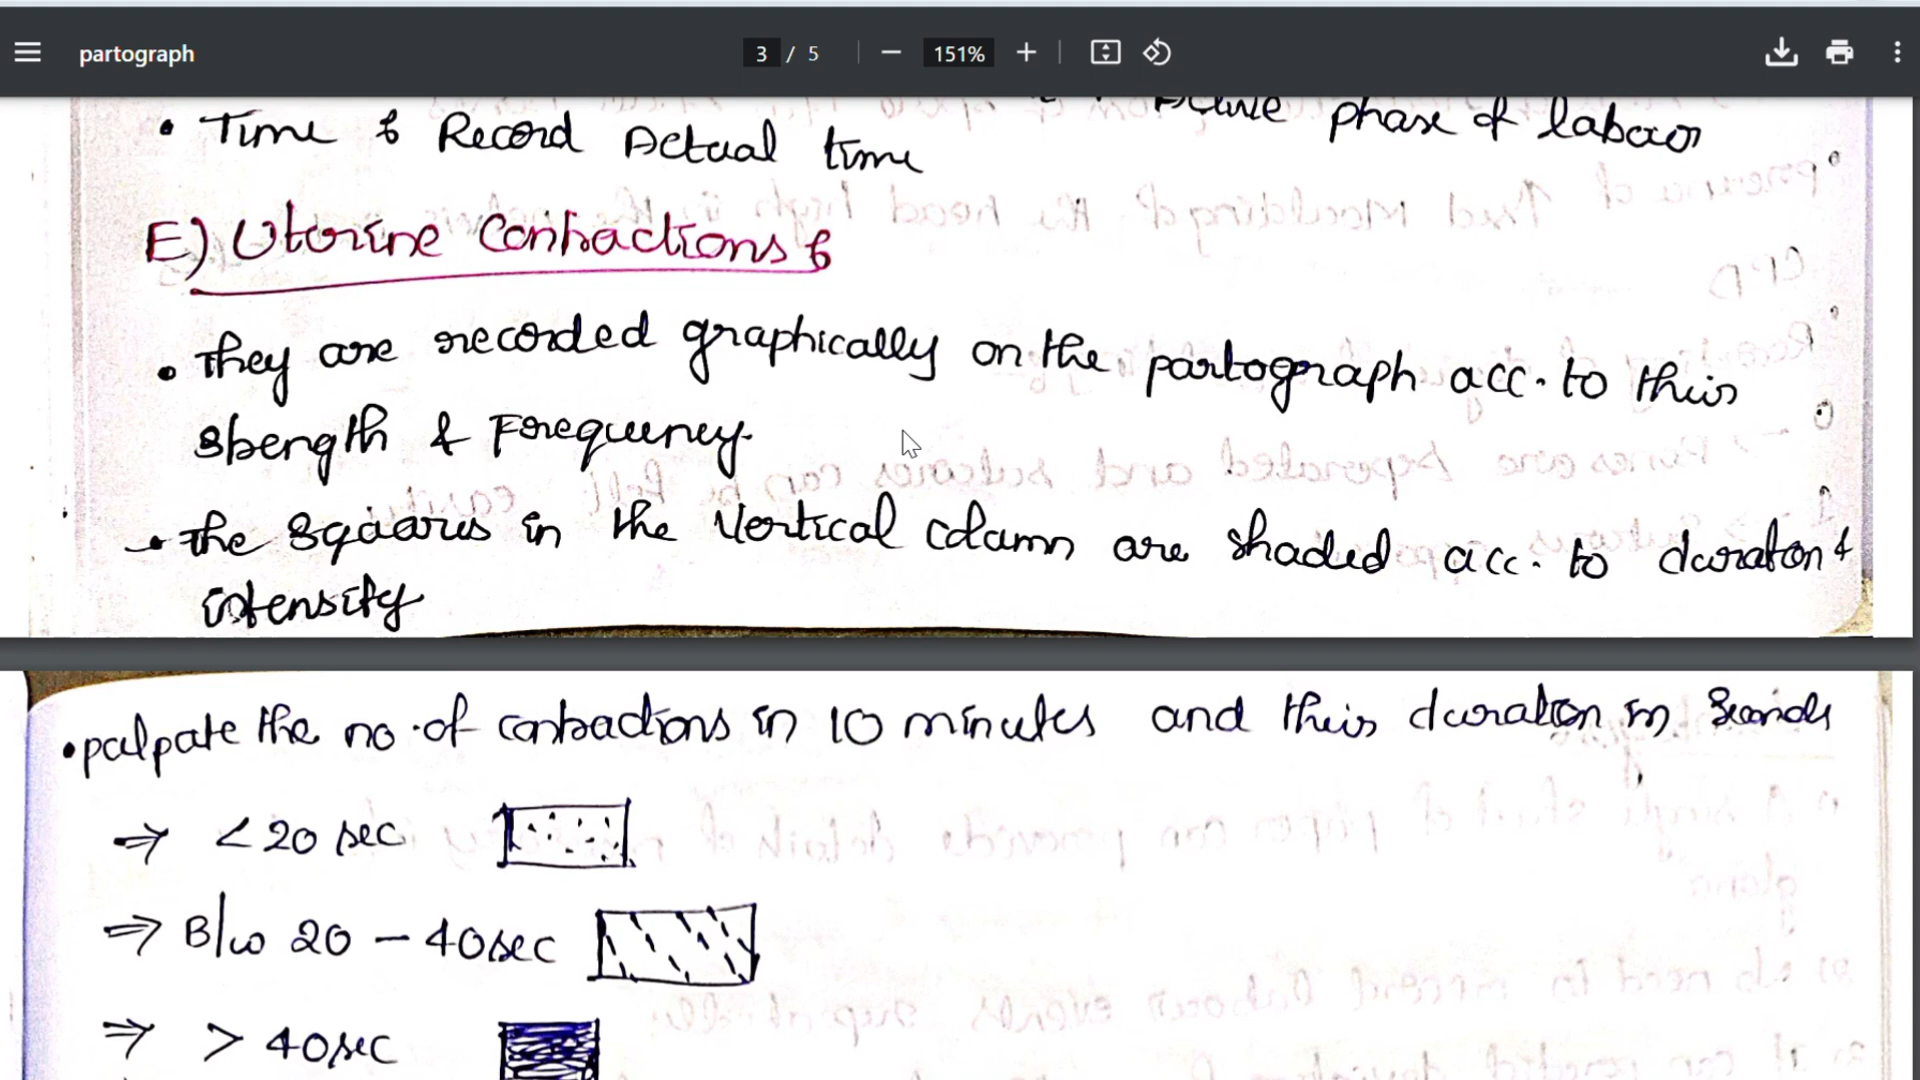 partograph
3 / 5
151%
Active phase of labour
• Time : Record Actual time
E) Uterine Contractions :
• They are recorded graphically on the partograph acc. to their
strength & Frequency.
• The squares in the vertical column are shaded acc. to duration &
intensity
• palpate the no. of contractions in 10 minutes and their duration in seconds
⇒ < 20 sec
⇒ B/w 20 – 40 sec
⇒ > 40 sec